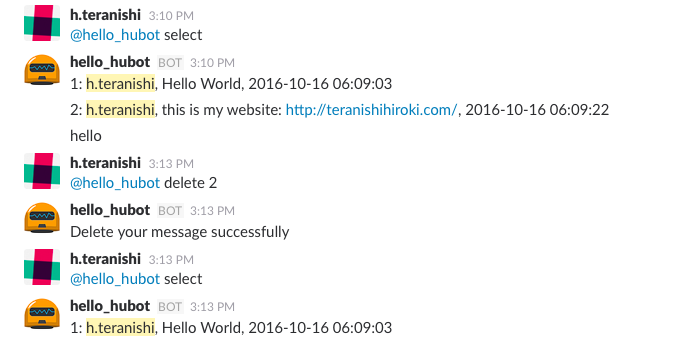 h.teranishi 3:10 PM
@hello_hubot select
hello_hubot BOT 3:10 PM
1: h.teranishi, Hello World, 2016-10-16 06:09:03
2: h.teranishi, this is my website: http://teranishihiroki.com/, 2016-10-16 06:09:22
hello
h.teranishi 3:13 PM
@hello_hubot delete 2
hello_hubot BOT 3:13 PM
Delete your message successfully
h.teranishi 3:13 PM
@hello_hubot select
hello_hubot BOT 3:13 PM
1: h.teranishi, Hello World, 2016-10-16 06:09:03